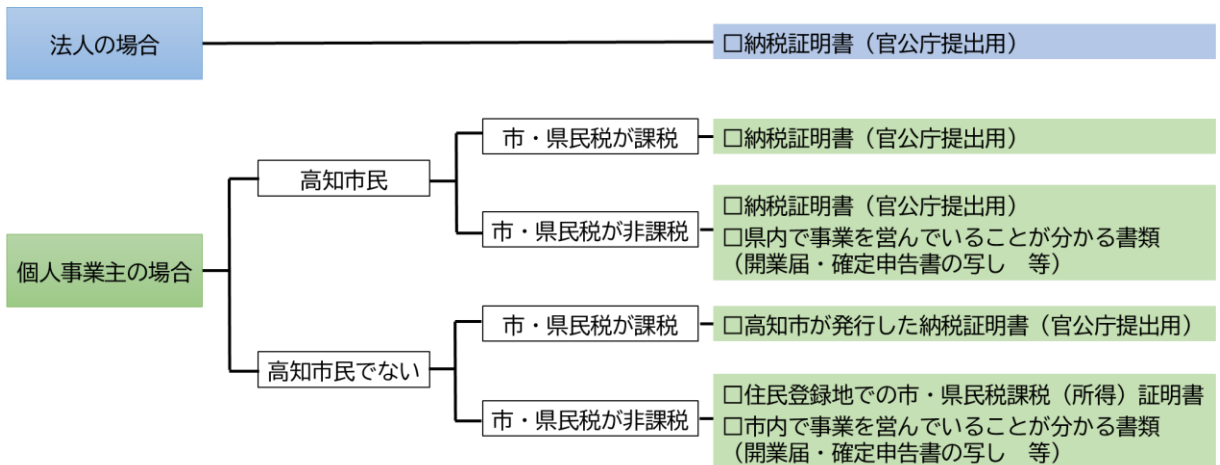 法人の場合
□納税証明書（官公庁提出用）
個人事業主の場合
高知市民
市・県民税が課税
□納税証明書（官公庁提出用）
市・県民税が非課税
□納税証明書（官公庁提出用）
□県内で事業を営んでいることが分かる書類
（開業届・確定申告書の写し　等）
高知市民でない
市・県民税が課税
□高知市が発行した納税証明書（官公庁提出用）
市・県民税が非課税
□住民登録地での市・県民税課税（所得）証明書
□市内で事業を営んでいることが分かる書類
（開業届・確定申告書の写し　等）